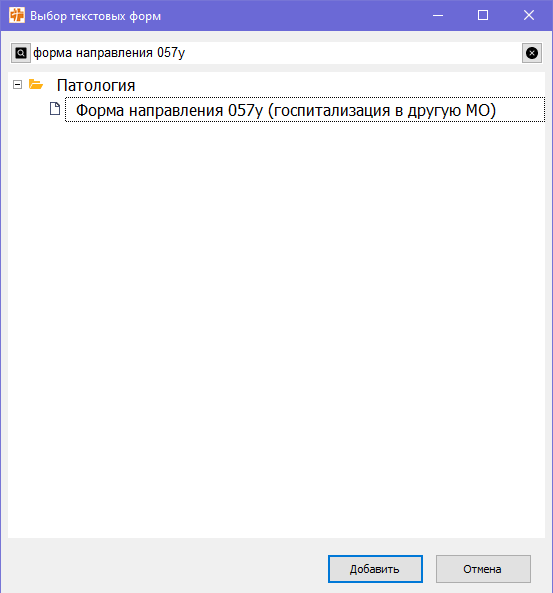 Выбор текстовых форм
форма направления 057у
Патология
Форма направления 057у (госпитализация в другую МО)
Добавить
Отмена